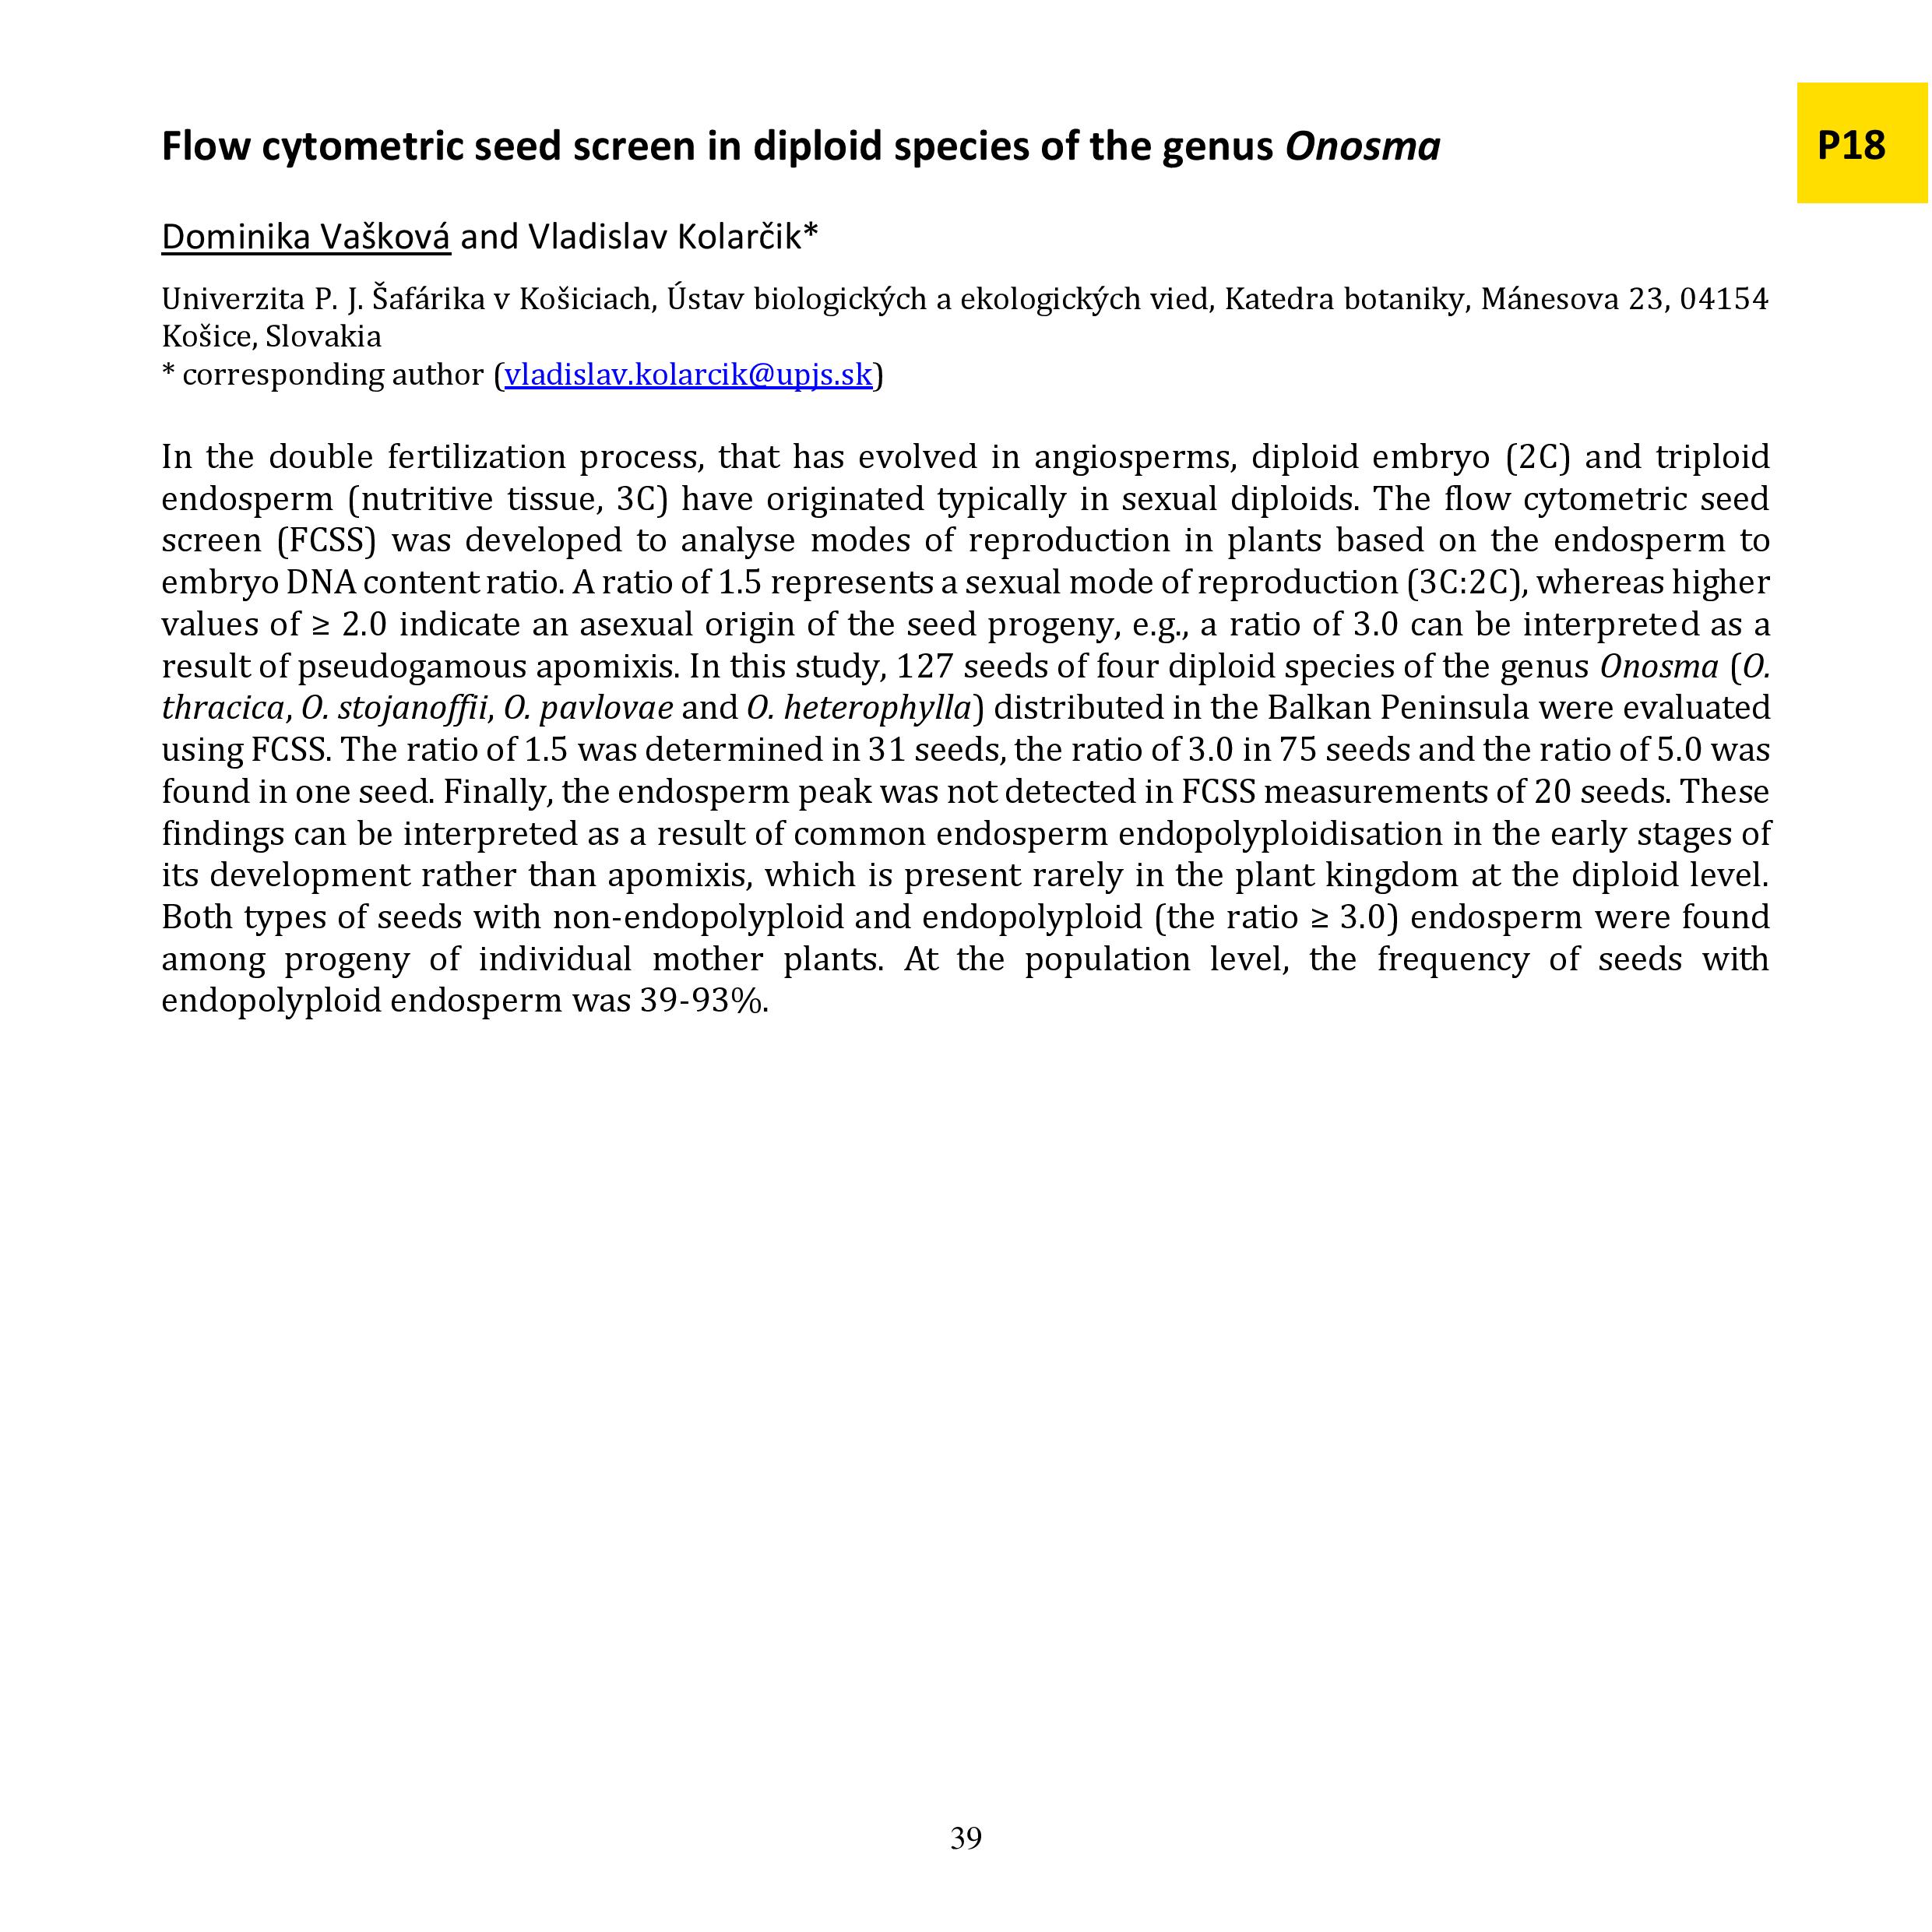 Flow cytometric seed screen in diploid species of the genus Onosma
P18
Dominika Vašková and Vladislav Kolarčik*
Univerzita P. J. Šafárika v Košiciach, Ústav biologických a ekologických vied, Katedra botaniky, Mánesova 23, 04154
Košice, Slovakia
* corresponding author (vladislav.kolarcik@upjs.sk)
In the double fertilization process, that has evolved in angiosperms, diploid embryo (2C) and triploid
endosperm (nutritive tissue, 3C) have originated typically in sexual diploids. The flow cytometric seed
screen (FCSS) was developed to analyse modes of reproduction in plants based on the endosperm to
embryo DNA content ratio. A ratio of 1.5 represents a sexual mode of reproduction (3C:2C), whereas higher
values of ≥ 2.0 indicate an asexual origin of the seed progeny, e.g., a ratio of 3.0 can be interpreted as a
result of pseudogamous apomixis. In this study, 127 seeds of four diploid species of the genus Onosma (O.
thracica, O. stojanoffii, O. pavlovae and O. heterophylla) distributed in the Balkan Peninsula were evaluated
using FCSS. The ratio of 1.5 was determined in 31 seeds, the ratio of 3.0 in 75 seeds and the ratio of 5.0 was
found in one seed. Finally, the endosperm peak was not detected in FCSS measurements of 20 seeds. These
findings can be interpreted as a result of common endosperm endopolyploidisation in the early stages of
its development rather than apomixis, which is present rarely in the plant kingdom at the diploid level.
Both types of seeds with non-endopolyploid and endopolyploid (the ratio ≥ 3.0) endosperm were found
among progeny of individual mother plants. At the population level, the frequency of seeds with
endopolyploid endosperm was 39-93%.
39